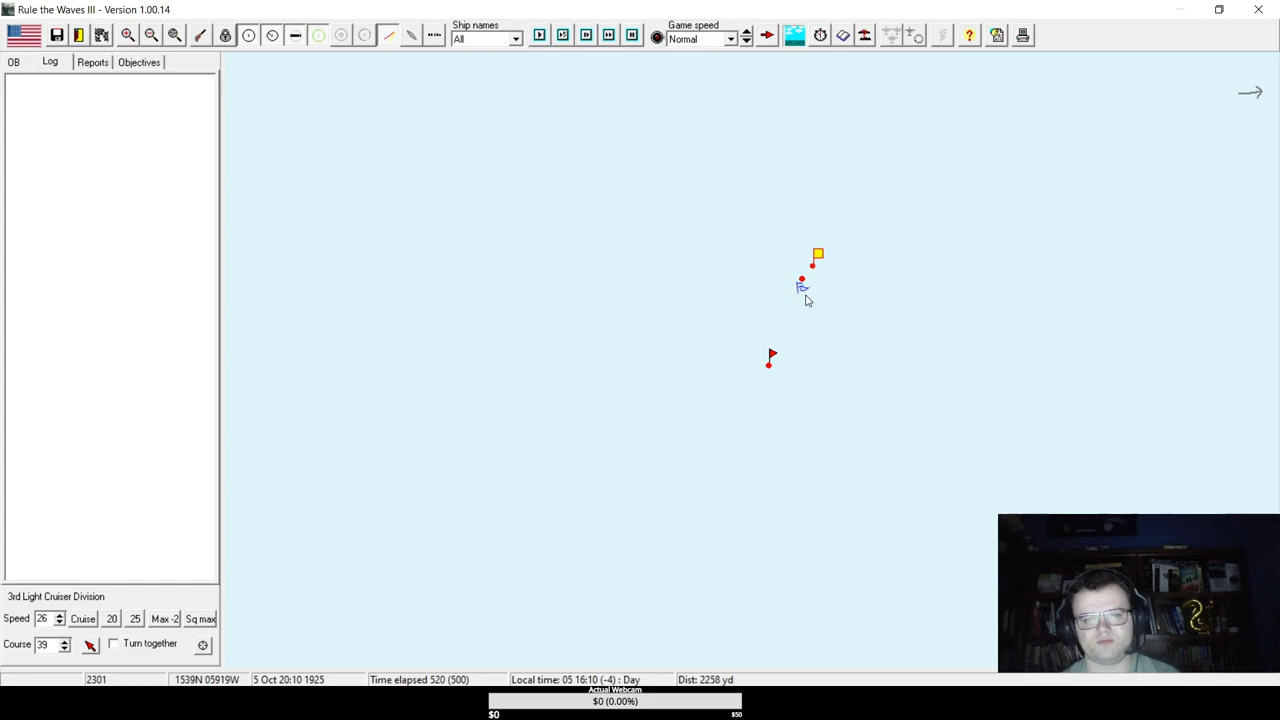 Rule the Waves III - Version 1.00.14
Ship names
All
Game speed
Normal
OB Log Reports Objectives
3rd Light Cruiser Division
Speed 26 Cruise 20 25 Max -2 Sq max
Course 39 Turn together
2301 1539N 05919W 5 Oct 20:10 1925 Time elapsed 520 (500) Local time: 05 16:10 (-4) : Day Dist: 2258 yd
Actual Webcam
$0 (0.00%)
$0 $50